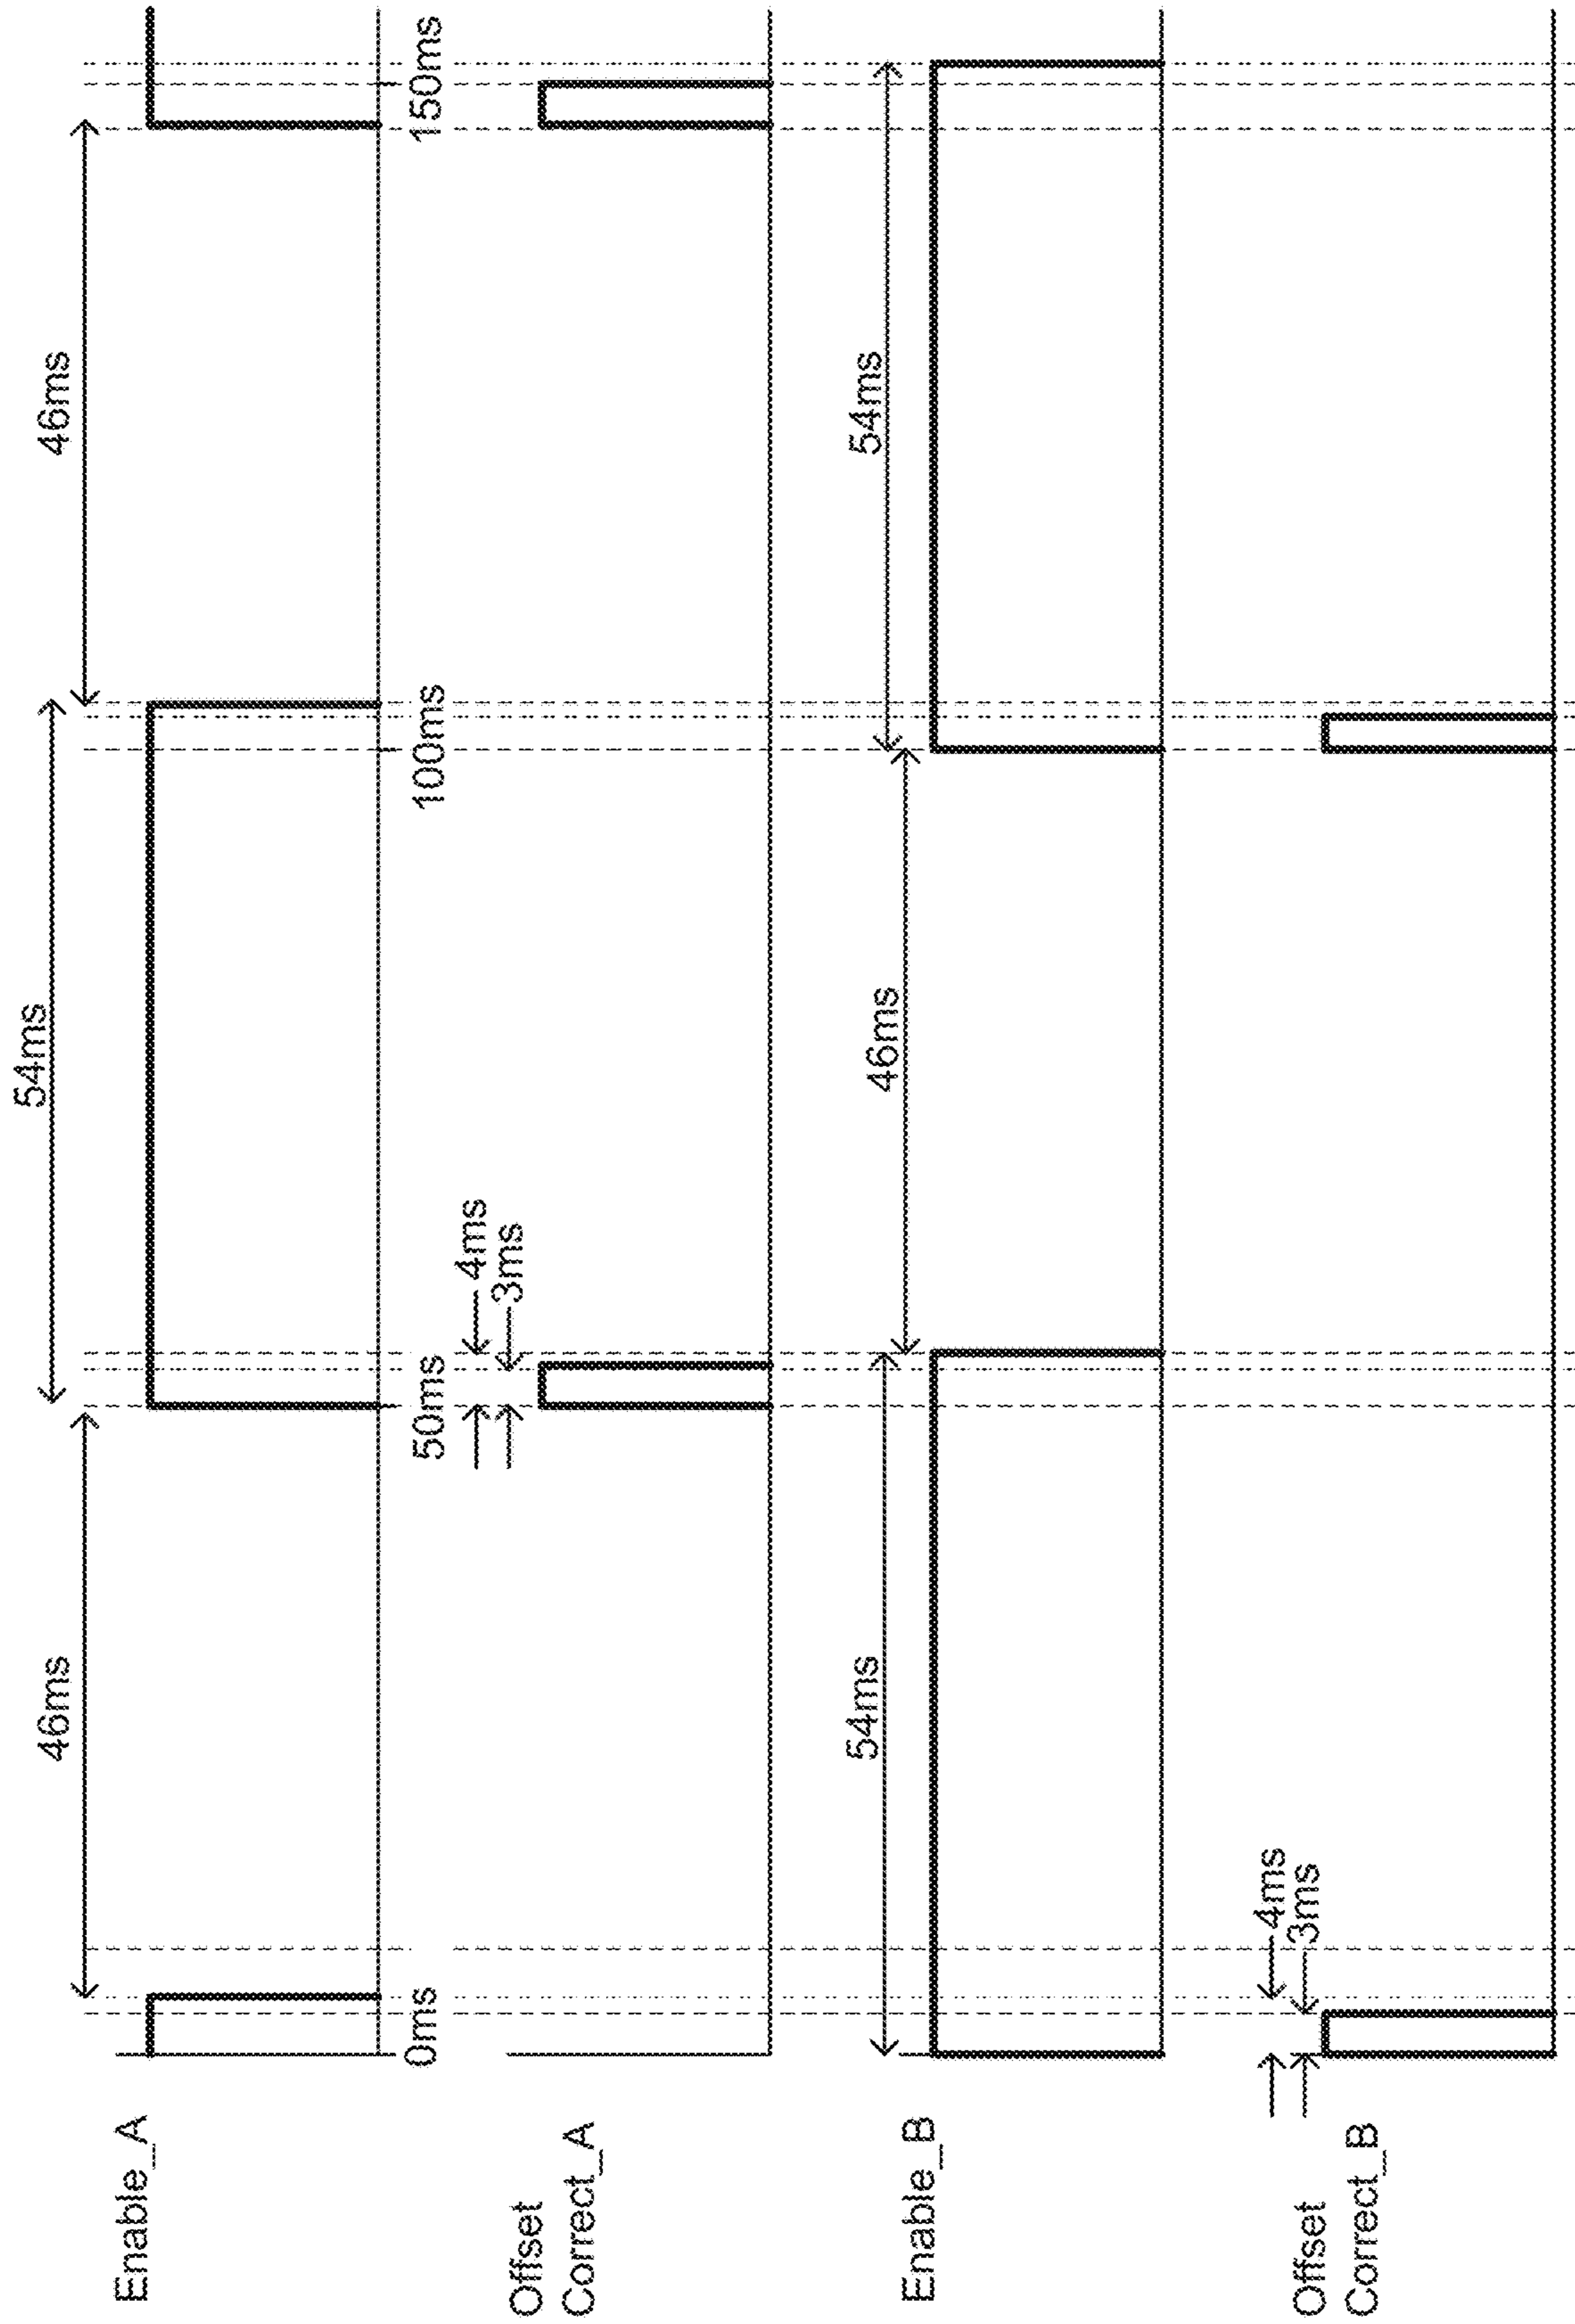 46ms
54ms
46ms
Enable_A
0ms
50ms
100ms
150ms
4ms
3ms
Offset
Correct_A
54ms
46ms
54ms
Enable_B
4ms
3ms
Offset
Correct_B